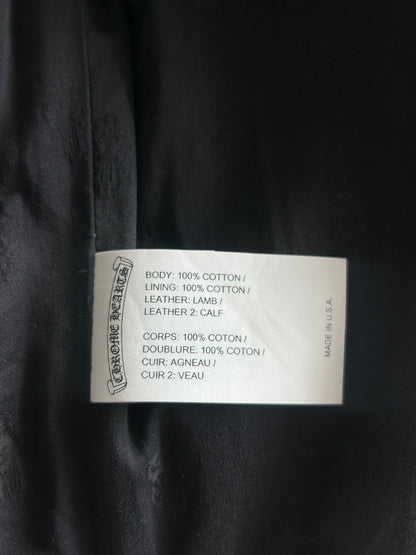 CHROME HEARTS
BODY: 100% COTTON /
LINING: 100% COTTON /
LEATHER: LAMB /
LEATHER 2: CALF
CORPS: 100% COTON /
DOUBLURE: 100% COTON /
CUIR: AGNEAU /
CUIR 2: VEAU
MADE IN U.S.A.